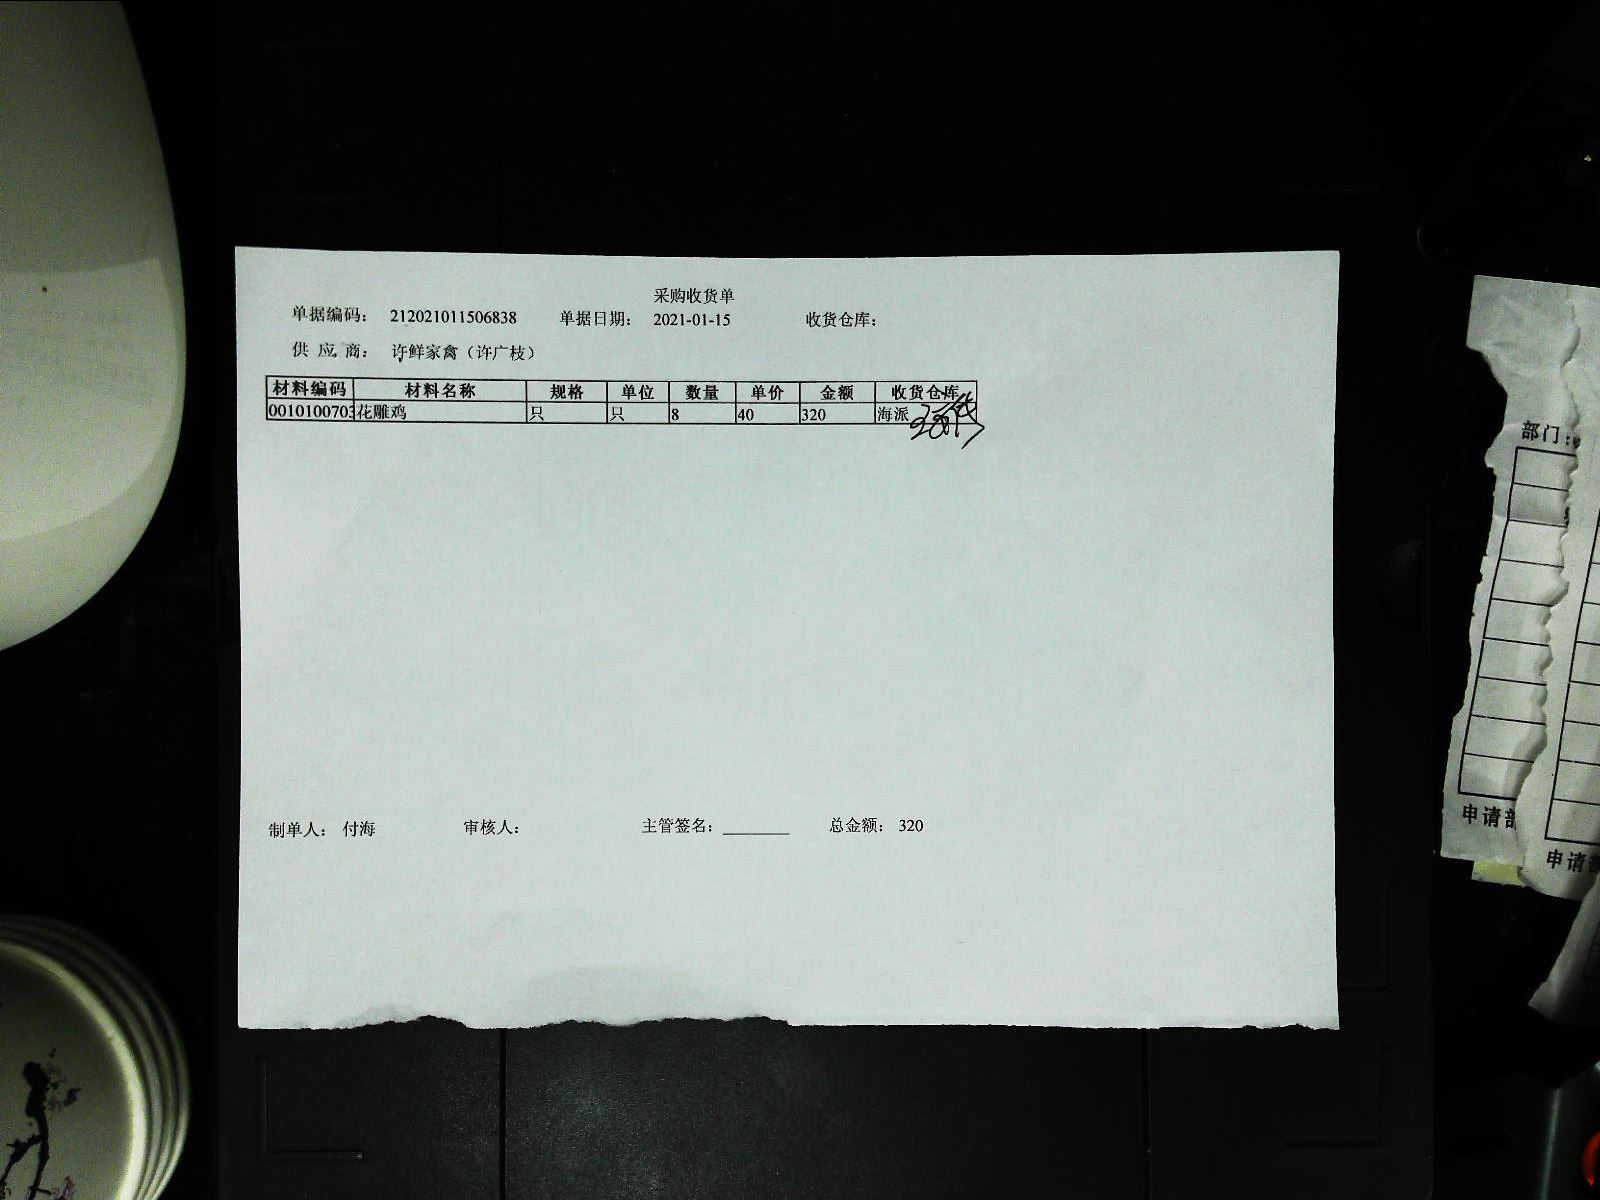 采购收货单
单据编码: 212021011506838 单据日期: 2021-01-15 收货仓库:
供 应 商: 许鲜家禽（许广枝）
材料编码 材料名称 规格 单位 数量 单价 金额 收货仓库
0010100703 花雕鸡 只 只 8 40 320 海派
制单人: 付海 审核人: 主管签名: 总金额: 320
部门:
申请部
申请